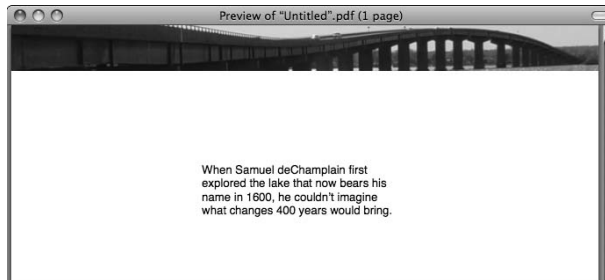 Preview of “Untitled”.pdf (1 page)
When Samuel deChamplain first
explored the lake that now bears his
name in 1600, he couldn’t imagine
what changes 400 years would bring.